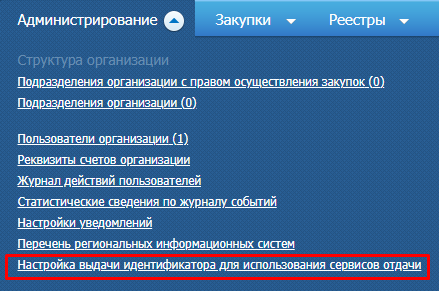 Администрирование Закупки Реестры
Структура организации
Подразделения организации с правом осуществления закупок (0)
Подразделения организации (0)
Пользователи организации (1)
Реквизиты счетов организации
Журнал действий пользователей
Статистические сведения по журналу событий
Настройки уведомлений
Перечень региональных информационных систем
Настройка выдачи идентификатора для использования сервисов отдачи